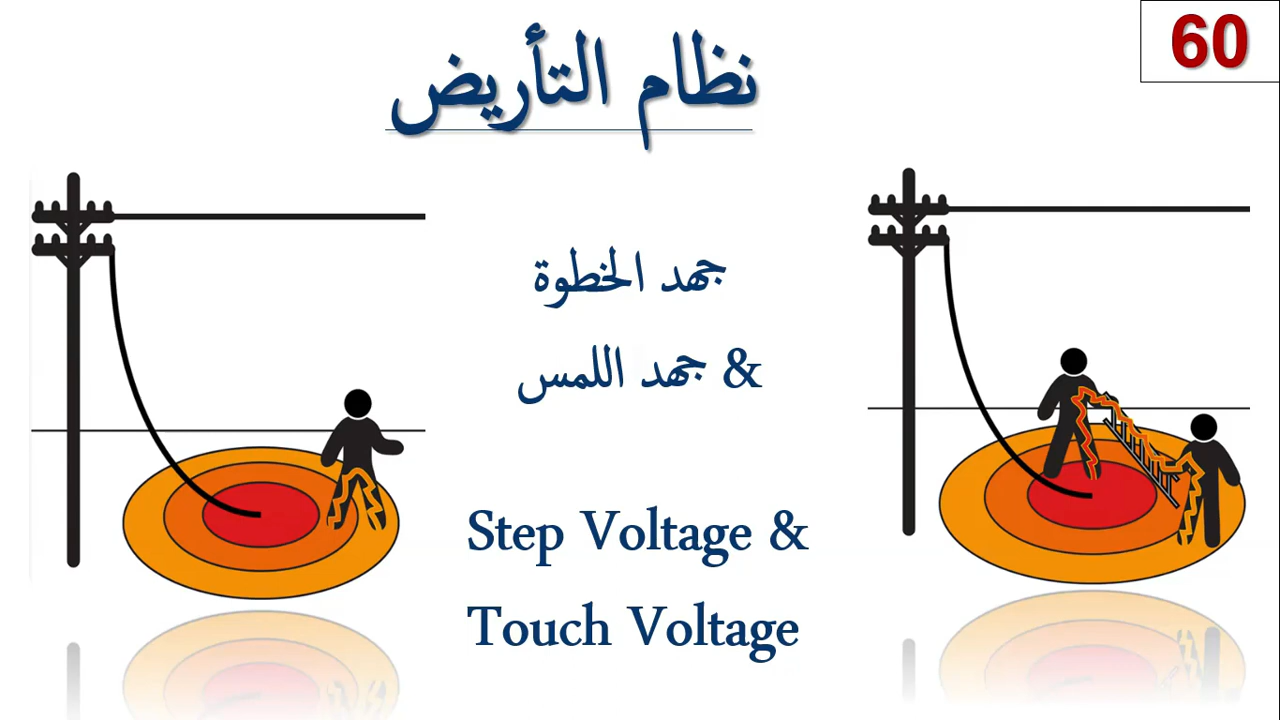 60
نظام التأريض
جهد الخطوة
& جهد اللمس
Step Voltage &
Touch Voltage